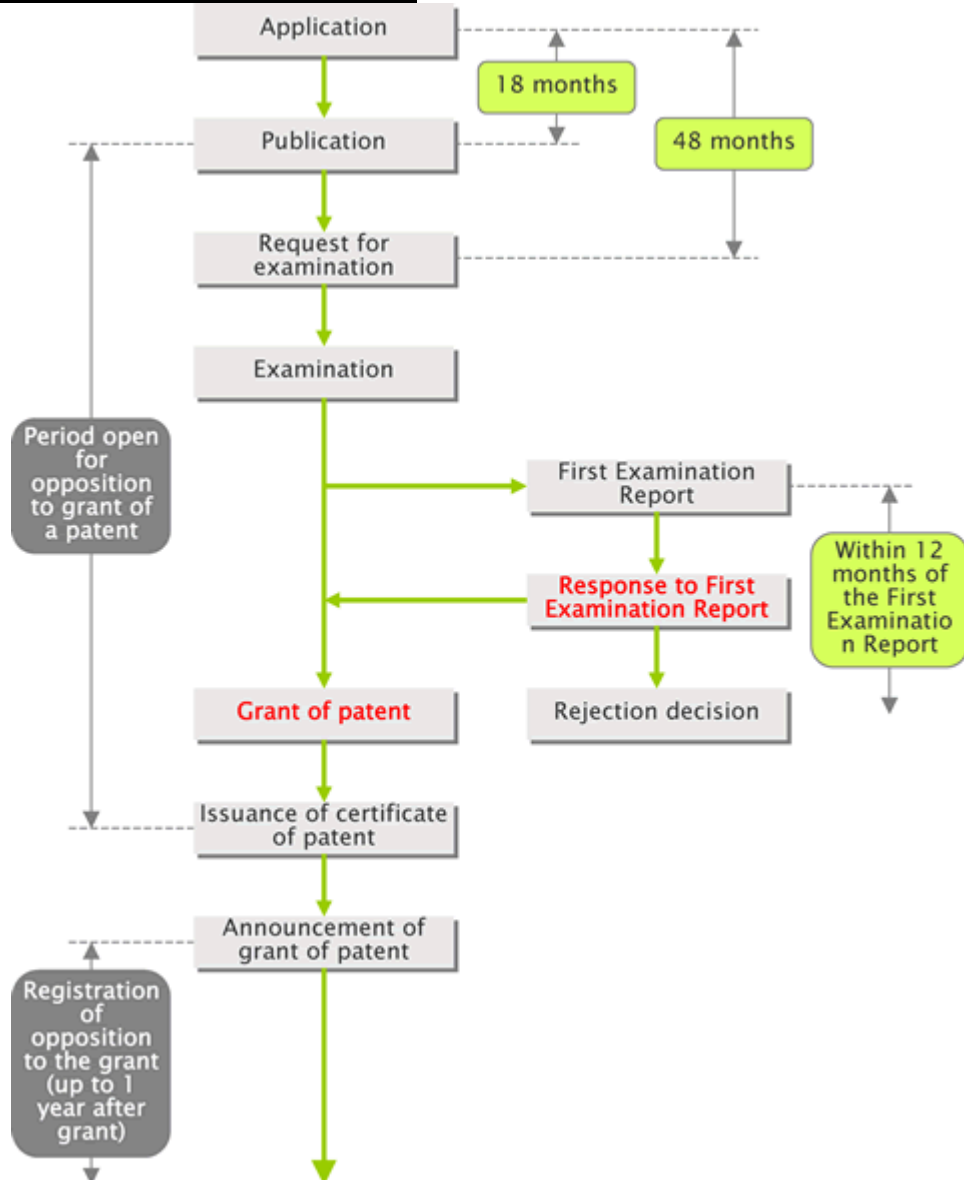 Application
18 months
Publication
48 months
Request for
examination
Examination
Period open
for
opposition
to grant of
a patent
First Examination
Report
Within 12
months of
the First
Examinatio
n Report
Response to First
Examination Report
Grant of patent
Rejection decision
Issuance of certificate
of patent
Announcement of
grant of patent
Registration
of
opposition
to the grant
(up to 1
year after
grant)